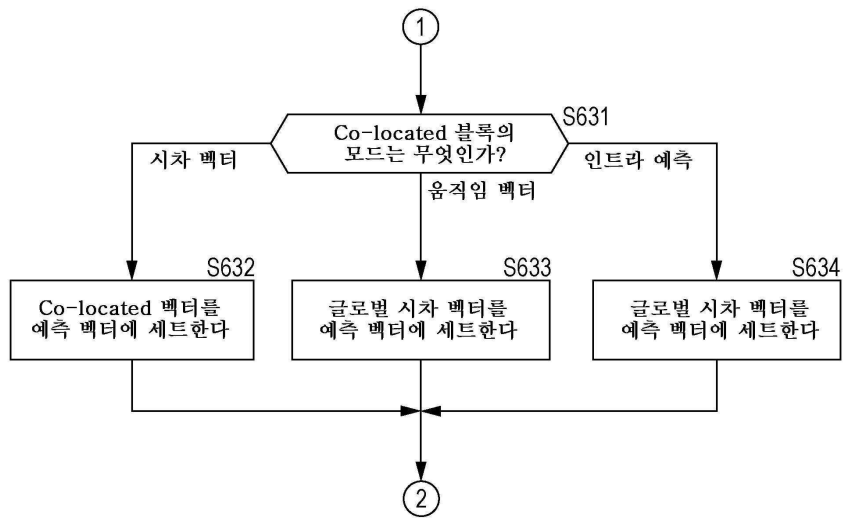 1
S631
Co-located 블록의
모드는 무엇인가?
시차 벡터
인트라 예측
움직임 벡터
S632
S633
S634
Co-located 벡터를
예측 벡터에 세트한다
글로벌 시차 벡터를
예측 벡터에 세트한다
글로벌 시차 벡터를
예측 벡터에 세트한다
2